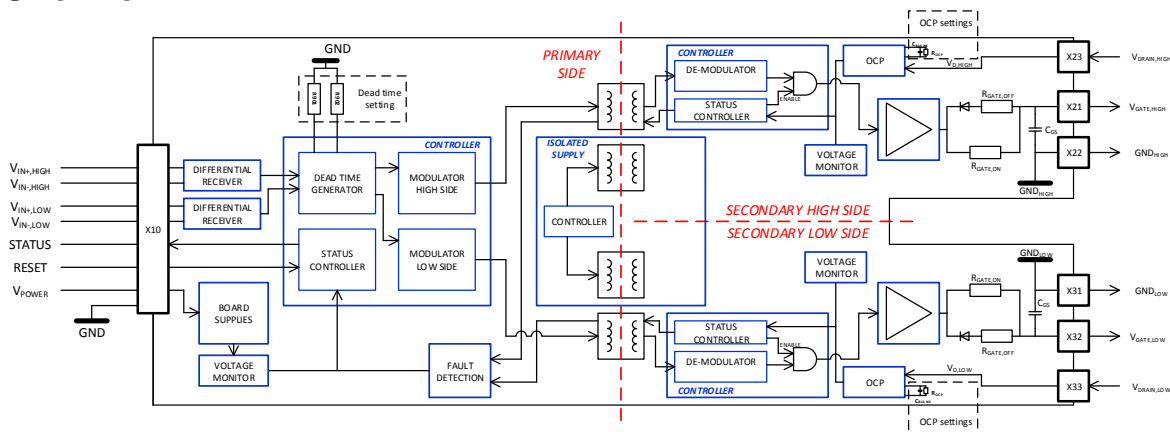 OCP settings
GND
PRIMARY
SIDE
CONTROLLER
OCP
R_OCP
X23
V_DRAIN,HIGH
DE-MODULATOR
V_D,HIGH
Dead time
setting
STATUS
CONTROLLER
ENABLE
R_GATE,OFF
X21
V_GATE,HIGH
C_GS
CONTROLLER
ISOLATED
SUPPLY
VOLTAGE
MONITOR
R_GATE,ON
X22
GND_HIGH
GND_HIGH
V_IN+,HIGH
V_IN-,HIGH
DIFFERENTIAL
RECEIVER
DEAD TIME
GENERATOR
MODULATOR
HIGH SIDE
V_IN+,LOW
V_IN-,LOW
DIFFERENTIAL
RECEIVER
X10
CONTROLLER
SECONDARY HIGH SIDE
SECONDARY LOW SIDE
STATUS
RESET
V_POWER
GND
STATUS
CONTROLLER
MODULATOR
LOW SIDE
VOLTAGE
MONITOR
GND_LOW
R_GATE,ON
X31
GND_LOW
C_GS
BOARD
SUPPLIES
STATUS
CONTROLLER
ENABLE
R_GATE,OFF
X32
V_GATE,LOW
VOLTAGE
MONITOR
FAULT
DETECTION
DE-MODULATOR
OCP
V_D,LOW
X33
V_DRAIN,LOW
CONTROLLER
R_OCP
OCP settings